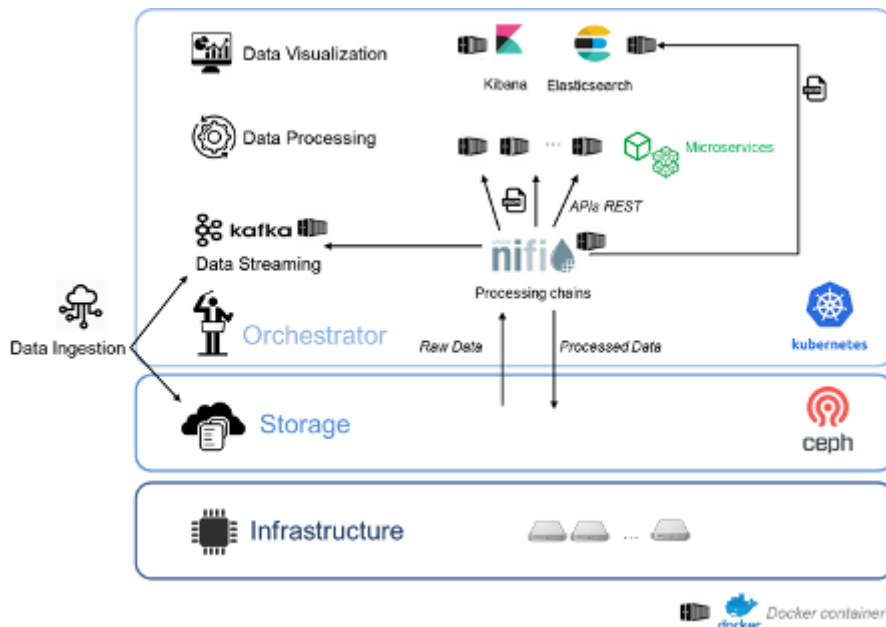 Data Visualization
Kibana
Elasticsearch
Data Processing
...
Microservices
APIs REST
kafka
nifi
Data Streaming
Processing chains
Data Ingestion
Orchestrator
kubernetes
Raw Data
Processed Data
Storage
ceph
Infrastructure
...
docker
Docker container